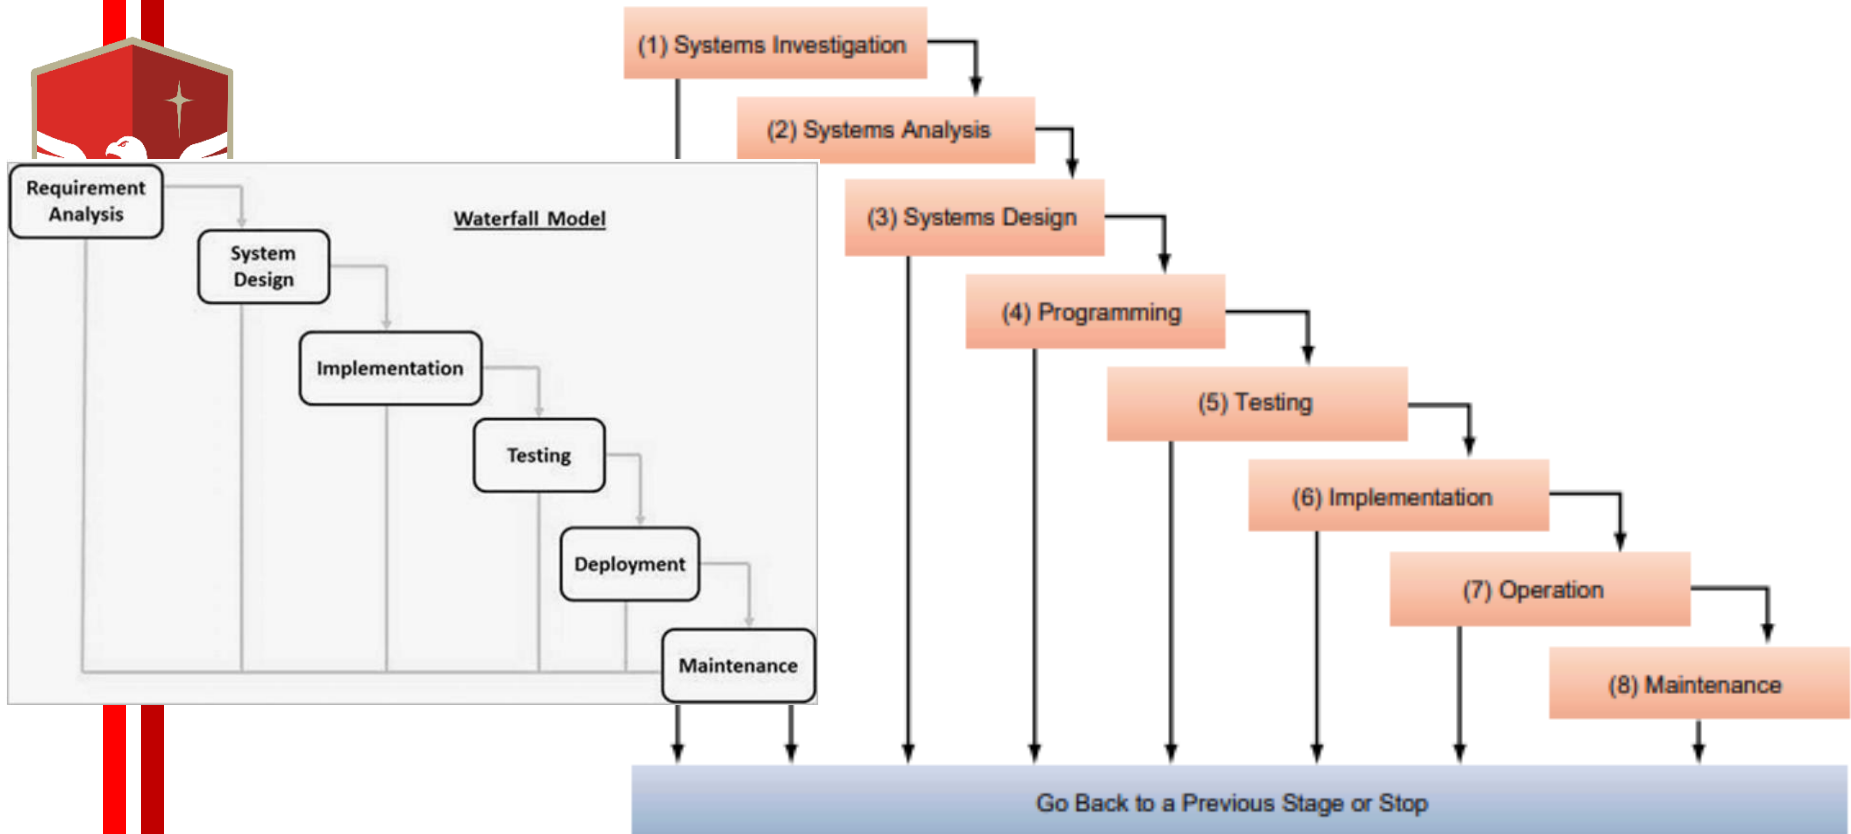 (1) Systems Investigation
(2) Systems Analysis
(3) Systems Design
(4) Programming
(5) Testing
(6) Implementation
(7) Operation
(8) Maintenance
Go Back to a Previous Stage or Stop
Waterfall Model
Requirement
Analysis
System
Design
Implementation
Testing
Deployment
Maintenance